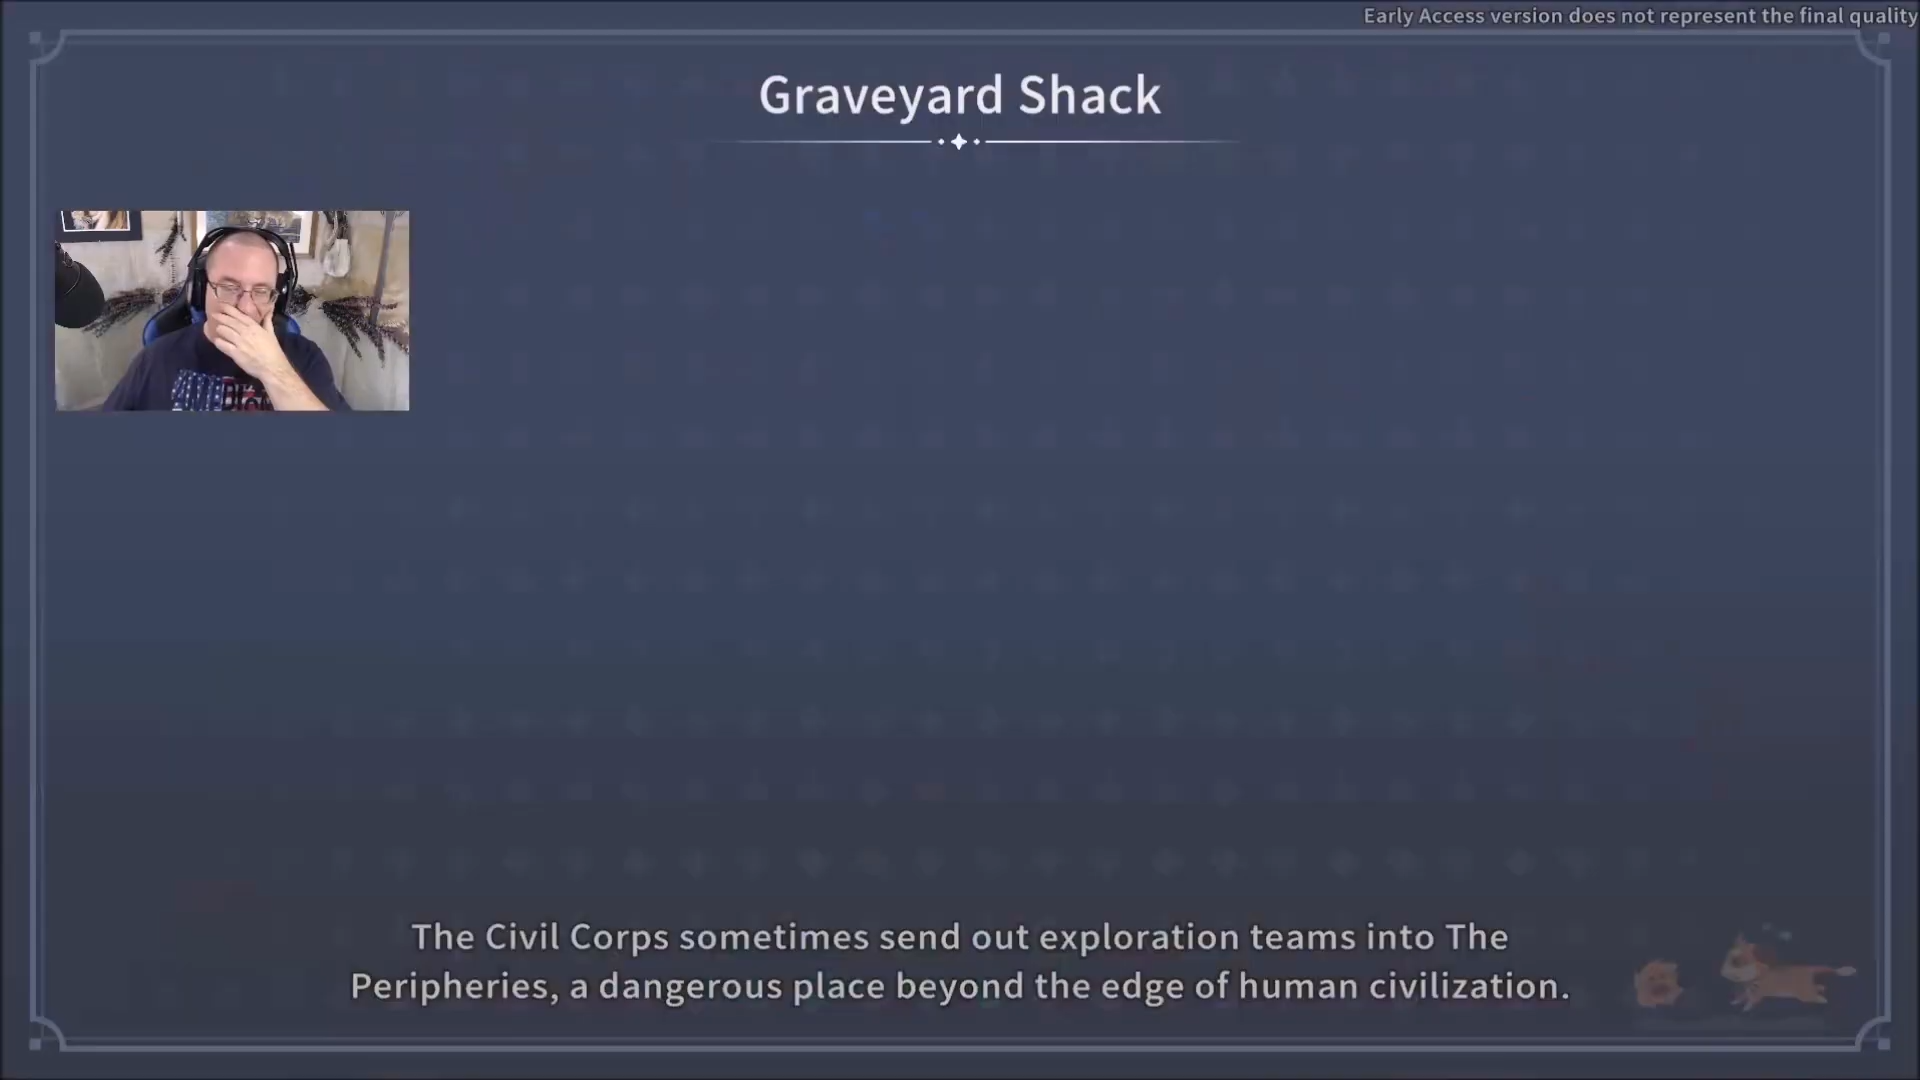 Early Access version does not represent the final quality
Graveyard Shack
The Civil Corps sometimes send out exploration teams into The
Peripheries, a dangerous place beyond the edge of human civilization.